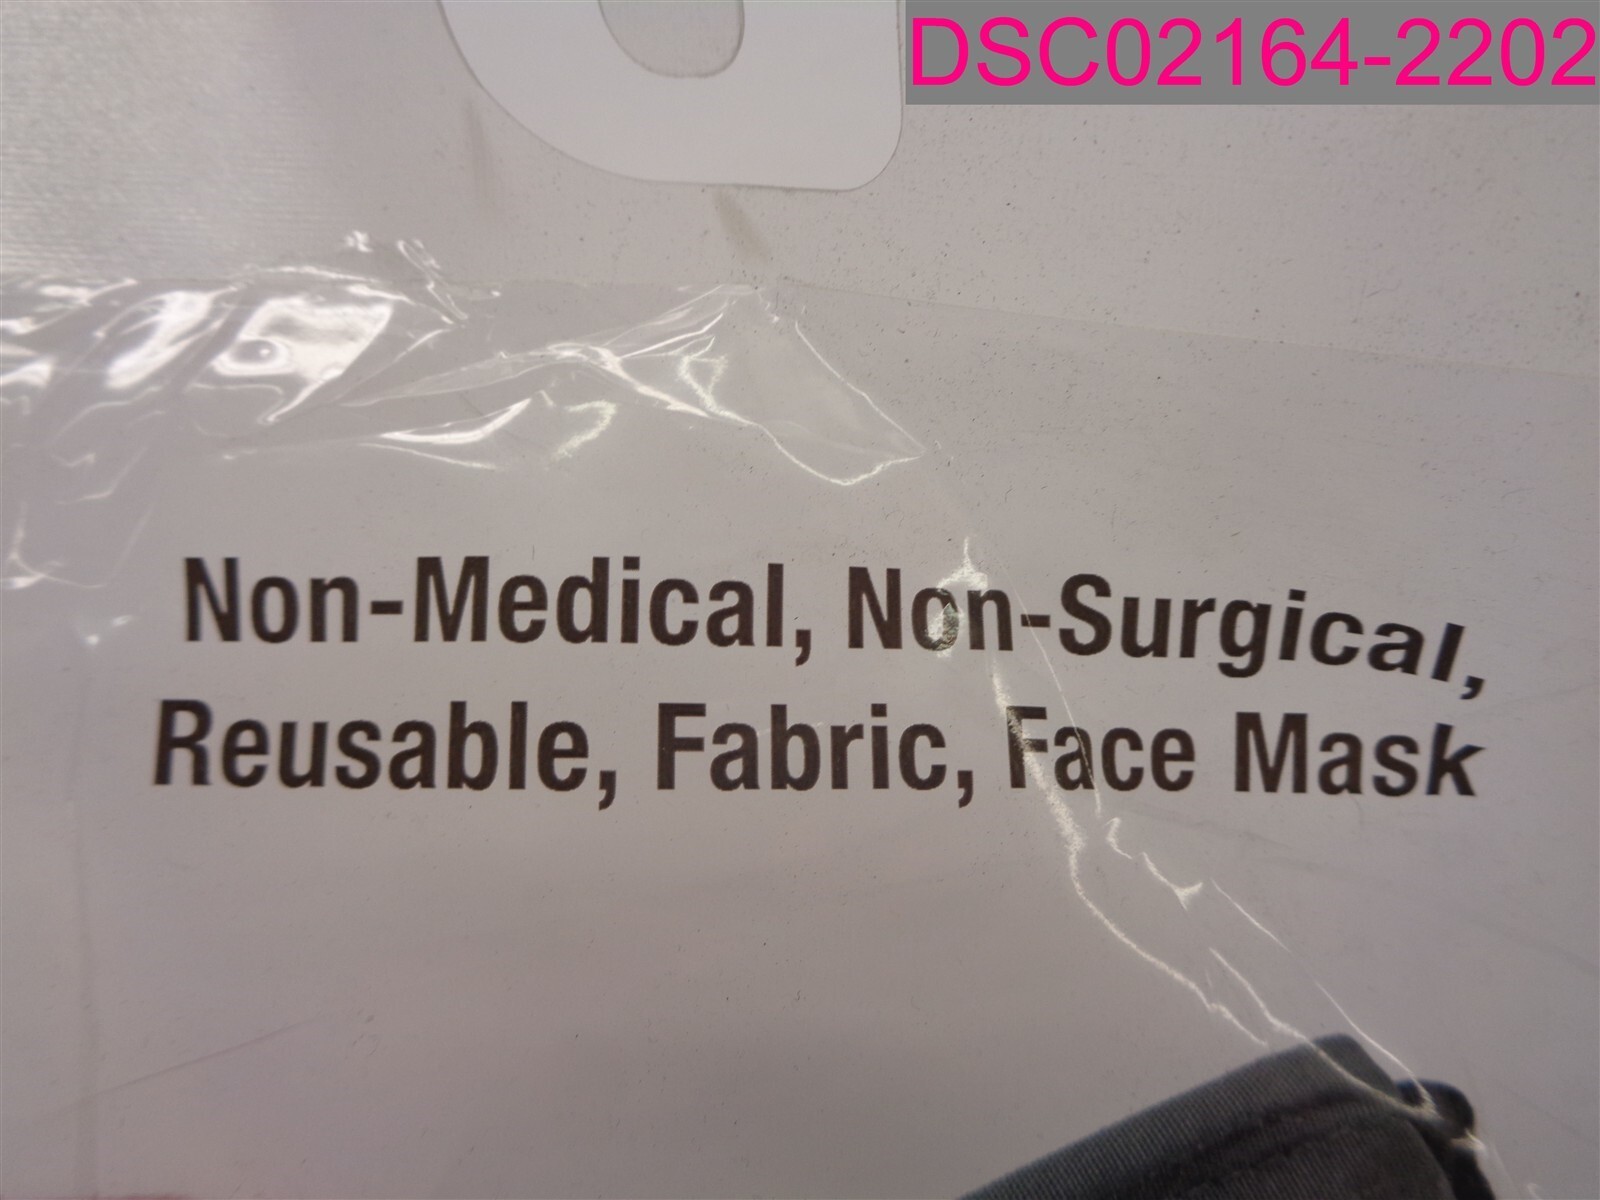 DSC02164-2202
Non-Medical, Non-Surgical,
Reusable, Fabric, Face Mask